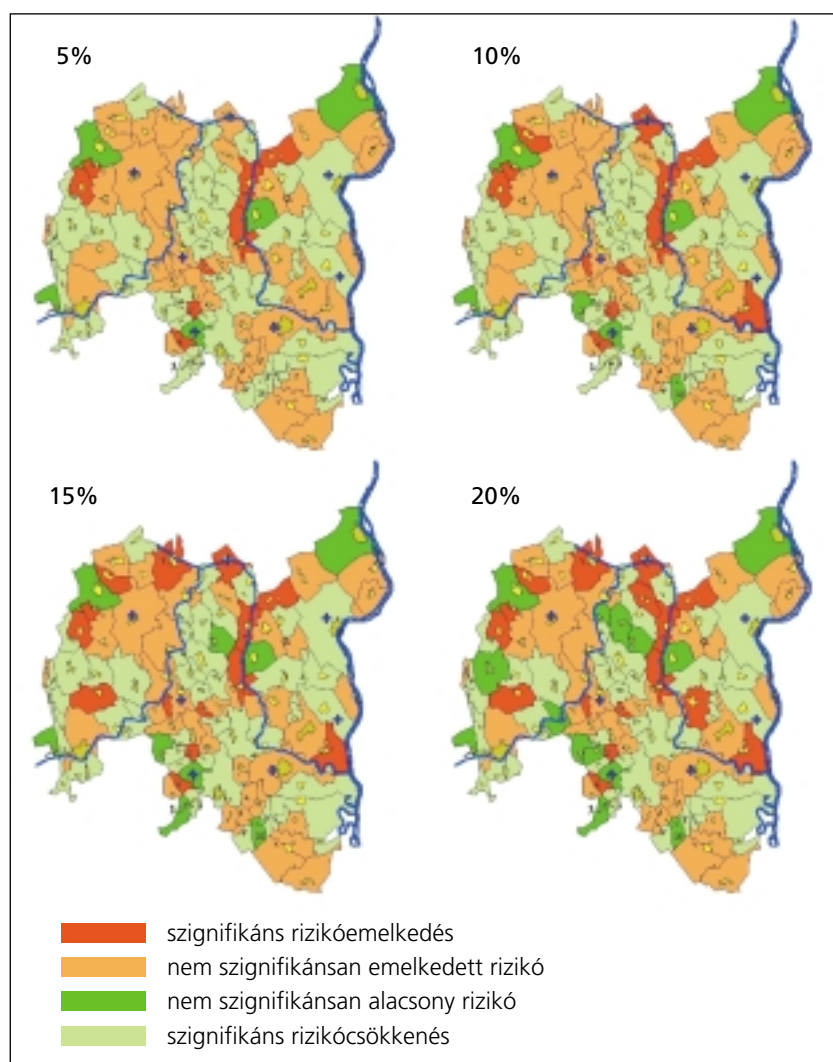 5%
10%
15%
20%
szignifikáns rizikóemelkedés
nem szignifikánsan emelkedett rizikó
nem szignifikánsan alacsony rizikó
szignifikáns rizikócsökkenés